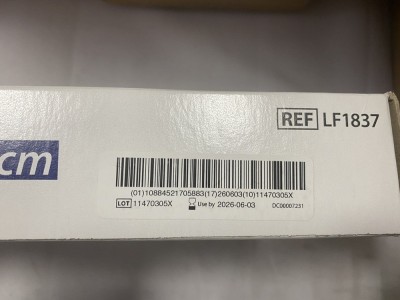 REF LF1837
cm
(01)10884521705883(17)260603(10)11470305X
LOT 11470305X Use by 2026-06-03 DC00007231